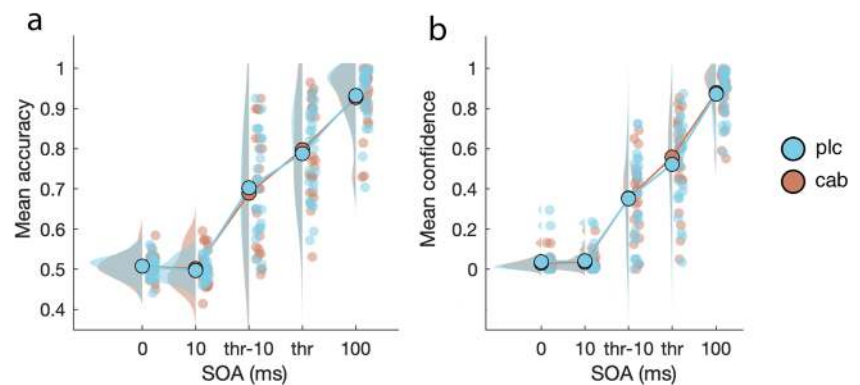 a
Mean accuracy
1
0.9
0.8
0.7
0.6
0.5
0.4
0 10 thr-10 thr 100
SOA (ms)
b
Mean confidence
1
0.8
0.6
0.4
0.2
0
0 10 thr-10 thr 100
SOA (ms)
plc
cab